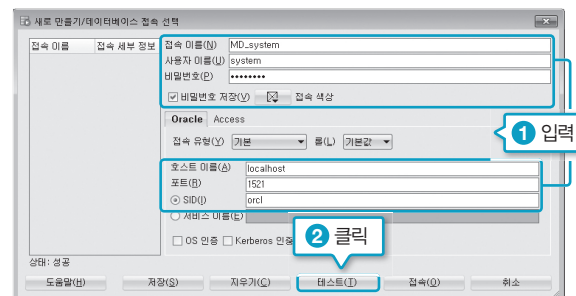 새로 만들기/데이터베이스 접속 선택
접속 이름 접속 세부 정보
접속 이름(N) MD_system
사용자 이름(U) system
비밀번호(P) ••••••••
비밀번호 저장(V) 접속 색상
Oracle Access
접속 유형(Y) 기본 롤(L) 기본값
1 입력
호스트 이름(A) localhost
포트(R) 1521
SID(I) orcl
서비스 이름(E)
OS 인증 Kerberos 인증
2 클릭
상태: 성공
도움말(H) 저장(S) 지우기(C) 테스트(T) 접속(O) 취소